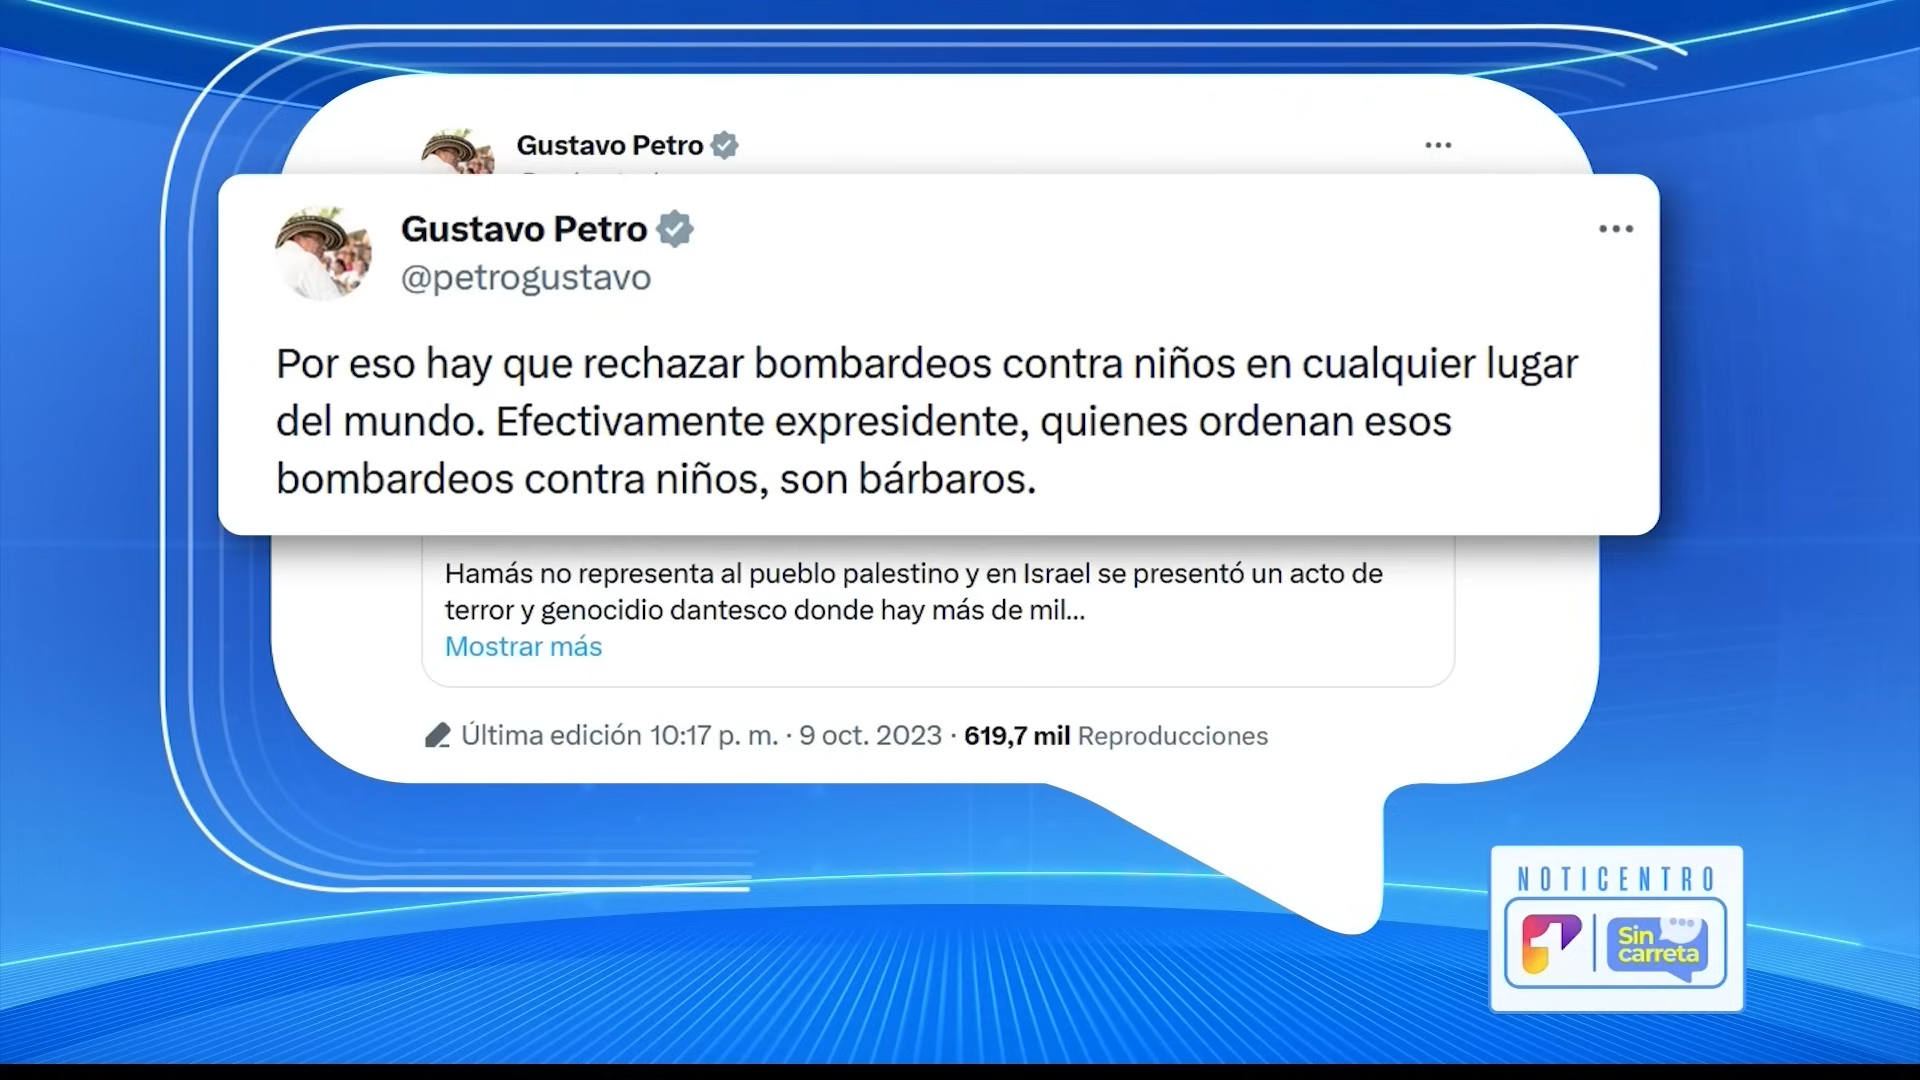 Gustavo Petro
Gustavo Petro
@petrogustavo
Por eso hay que rechazar bombardeos contra niños en cualquier lugar
del mundo. Efectivamente expresidente, quienes ordenan esos
bombardeos contra niños, son bárbaros.
Hamás no representa al pueblo palestino y en Israel se presentó un acto de
terror y genocidio dantesco donde hay más de mil...
Mostrar más
Última edición 10:17 p. m. · 9 oct. 2023 · 619,7 mil Reproducciones
NOTICENTRO
1 Sin
carreta